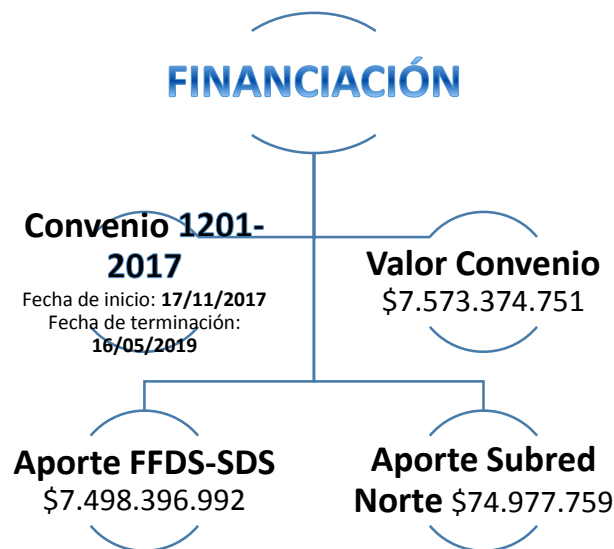 FINANCIACIÓN
Convenio 1201-
2017
Fecha de inicio: 17/11/2017
Fecha de terminación:
16/05/2019
Valor Convenio
$7.573.374.751
Aporte FFDS-SDS
$7.498.396.992
Aporte Subred
Norte $74.977.759